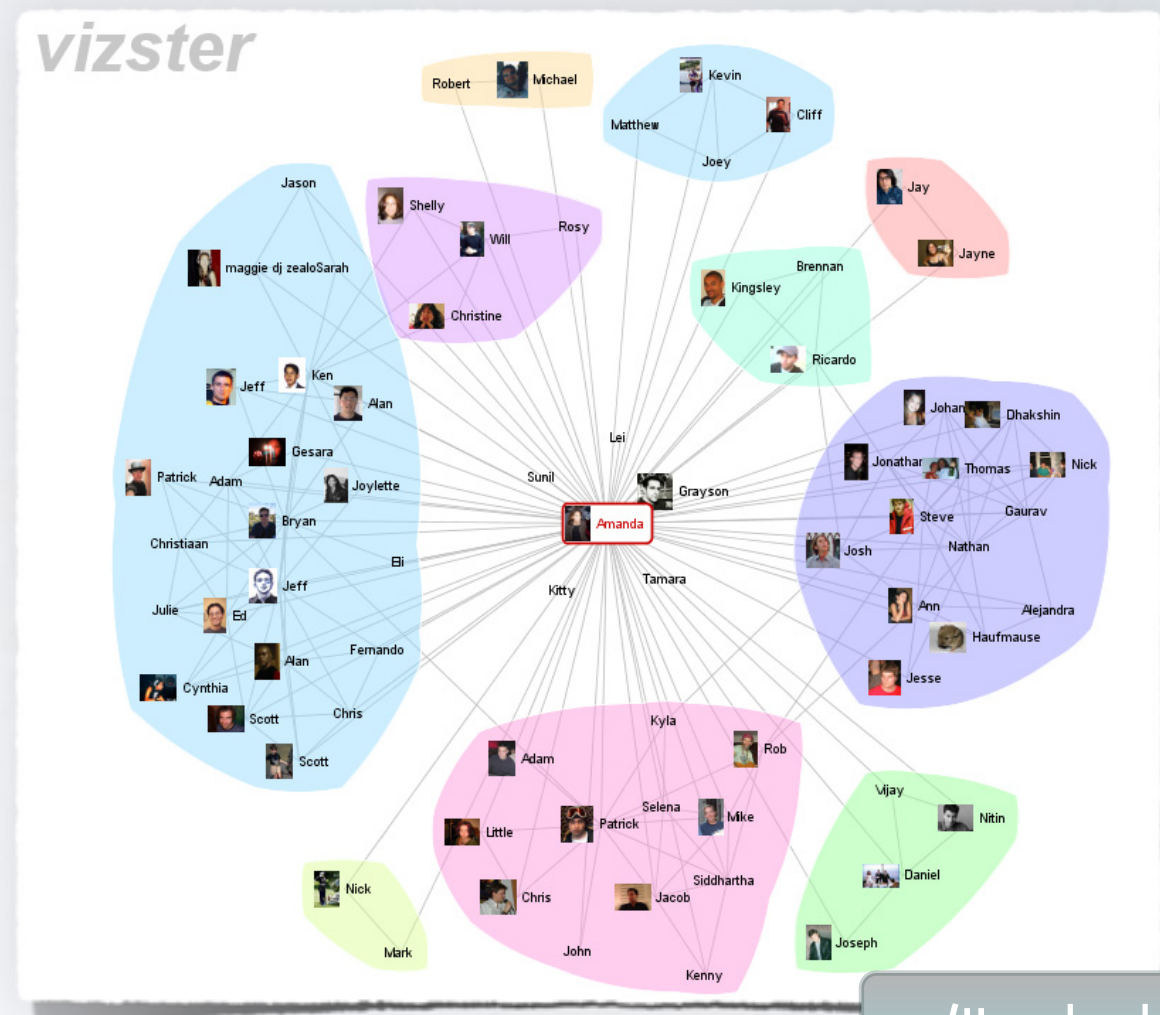 vizster
Robert
Michael
Kevin
Matthew
Cliff
Joey
Jason
Shelly
Will
Rosy
Christine
maggie dj zealoSarah
Jay
Jayne
Brennan
Kingsley
Ricardo
Jeff
Ken
Alan
Gesara
Patrick
Adam
Joylette
Bryan
Christiaan
Eli
Jeff
Julie
Ed
Fernando
Alan
Cynthia
Scott
Chris
Scott
Lei
Sunil
Grayson
Amanda
Kitty
Tamara
Johan
Dhakshin
Jonathan
Thomas
Nick
Steve
Gaurav
Josh
Nathan
Ann
Alejandra
Haufmause
Jesse
Kyla
Adam
Rob
Selena
Mike
Patrick
Little
Siddhartha
Chris
Jacob
John
Kenny
Nick
Mark
Vijay
Nitin
Daniel
Joseph